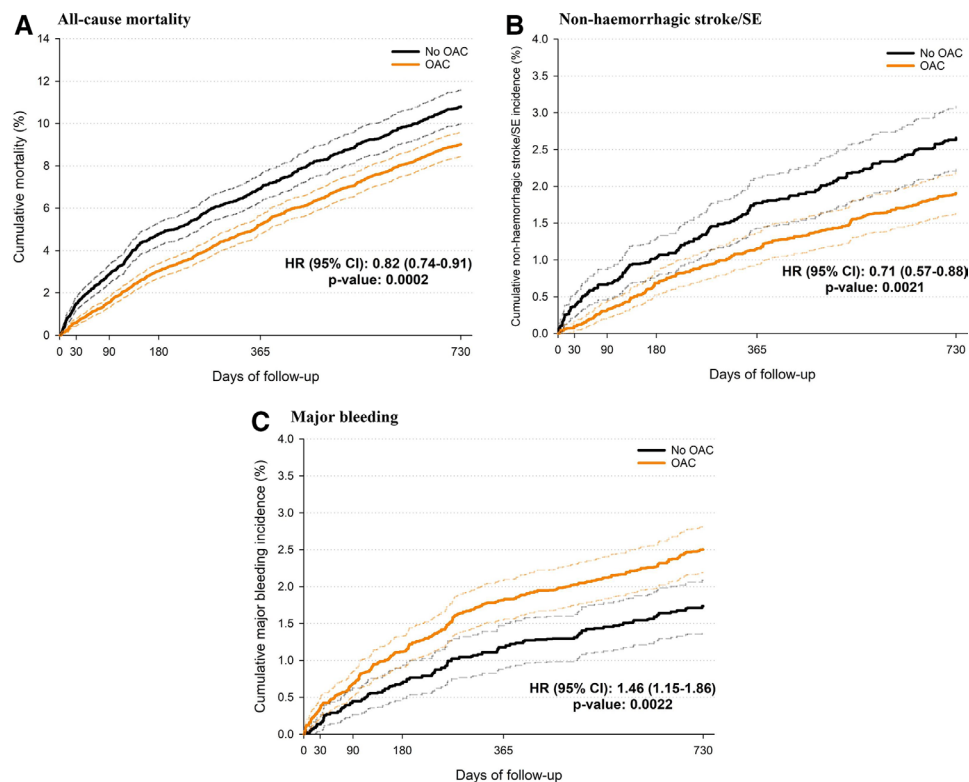 A All-cause mortality
14
12
10
8
6
4
2
0
Cumulative mortality (%)
No OAC
OAC
HR (95% CI): 0.82 (0.74-0.91)
p-value: 0.0002
0 30 90 180 365 730
Days of follow-up
B Non-haemorrhagic stroke/SE
4.0
3.5
3.0
2.5
2.0
1.5
1.0
0.5
0.0
Cumulative non-haemorrhagic stroke/SE incidence (%)
No OAC
OAC
HR (95% CI): 0.71 (0.57-0.88)
p-value: 0.0021
0 30 90 180 365 730
Days of follow-up
C Major bleeding
4.0
3.5
3.0
2.5
2.0
1.5
1.0
0.5
0.0
Cumulative major bleeding incidence (%)
No OAC
OAC
HR (95% CI): 1.46 (1.15-1.86)
p-value: 0.0022
0 30 90 180 365 730
Days of follow-up